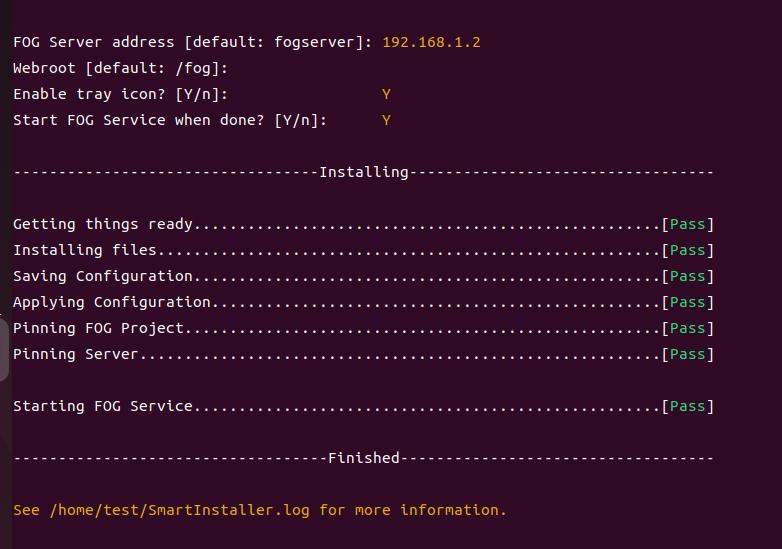 FOG Server address [default: fogserver]: 192.168.1.2
Webroot [default: /fog]:
Enable tray icon? [Y/n]: Y
Start FOG Service when done? [Y/n]: Y
----------------------------------Installing----------------------------------
Getting things ready....................................................[Pass]
Installing files........................................................[Pass]
Saving Configuration....................................................[Pass]
Applying Configuration..................................................[Pass]
Pinning FOG Project.....................................................[Pass]
Pinning Server..........................................................[Pass]
Starting FOG Service....................................................[Pass]
-----------------------------------Finished-----------------------------------
See /home/test/SmartInstaller.log for more information.